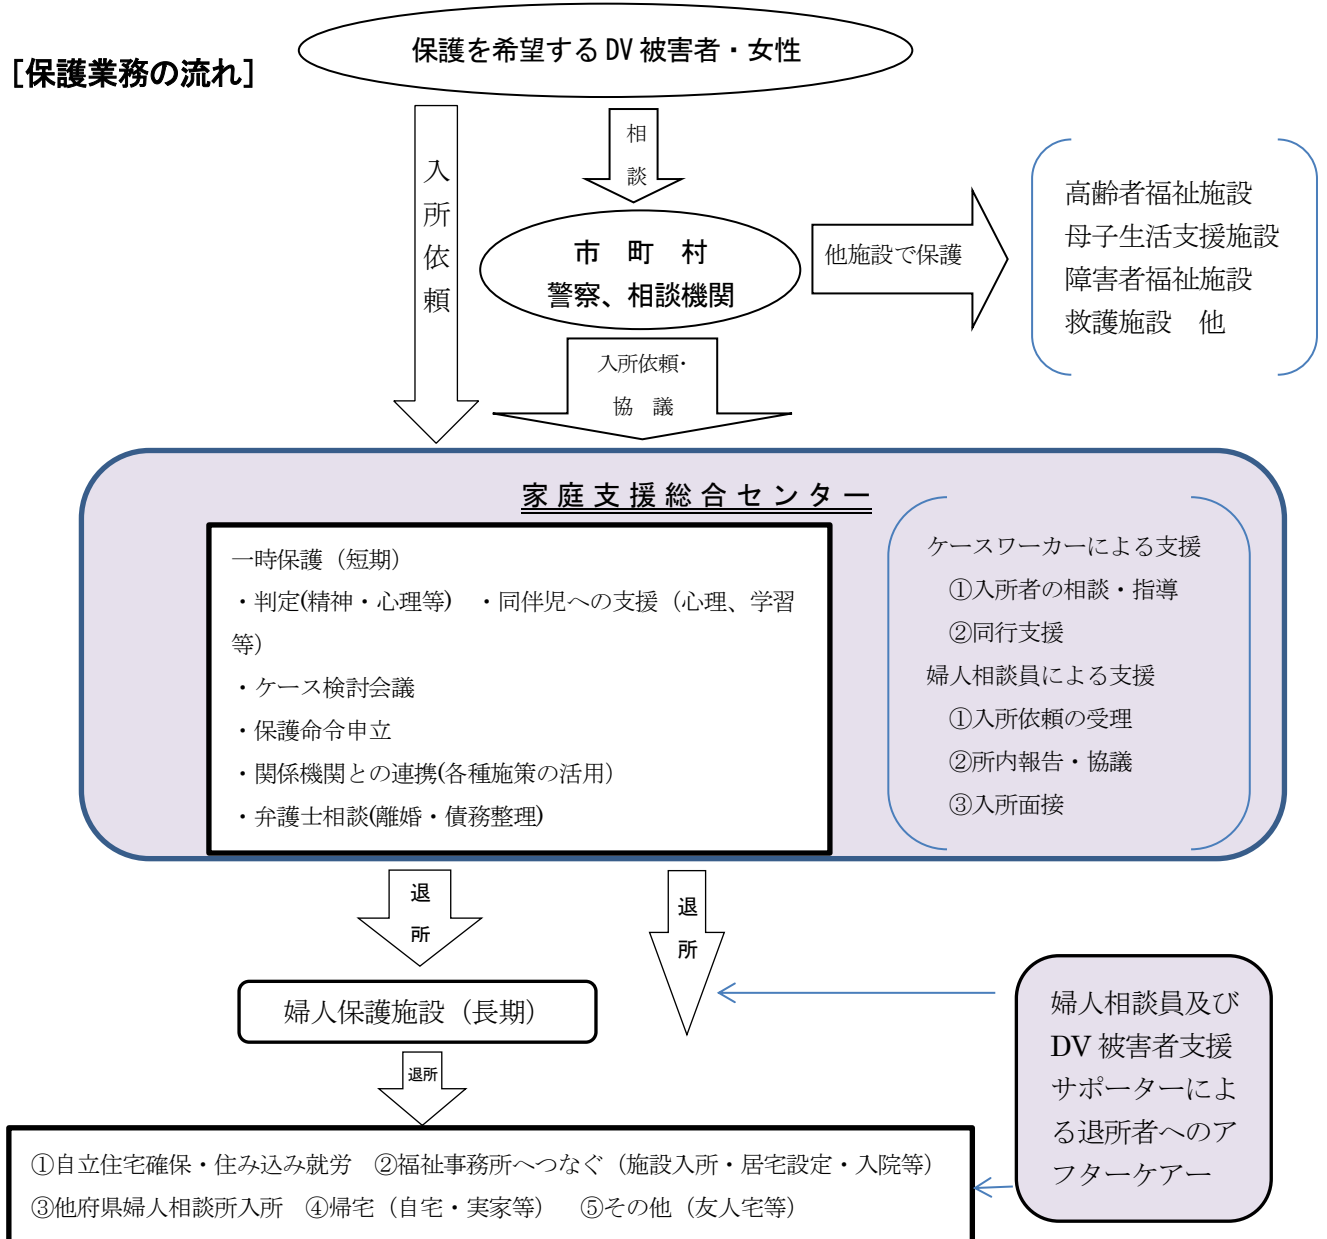 [保護業務の流れ]
保護を希望する DV 被害者・女性
入所依頼
相
談
市　町　村
警察、相談機関
他施設で保護
高齢者福祉施設
母子生活支援施設
障害者福祉施設
救護施設　他
入所依頼・
協　議
家庭支援総合センター
一時保護（短期）
・判定(精神・心理等)　・同伴児への支援（心理、学習
等）
・ケース検討会議
・保護命令申立
・関係機関との連携(各種施策の活用)
・弁護士相談(離婚・債務整理)
ケースワーカーによる支援
①入所者の相談・指導
②同行支援
婦人相談員による支援
①入所依頼の受理
②所内報告・協議
③入所面接
退
所
退
所
婦人保護施設（長期）
退所
婦人相談員及び
DV 被害者支援
サポーターによ
る退所者へのア
フターケアー
①自立住宅確保・住み込み就労　②福祉事務所へつなぐ（施設入所・居宅設定・入院等）
③他府県婦人相談所入所　④帰宅（自宅・実家等）　⑤その他（友人宅等）